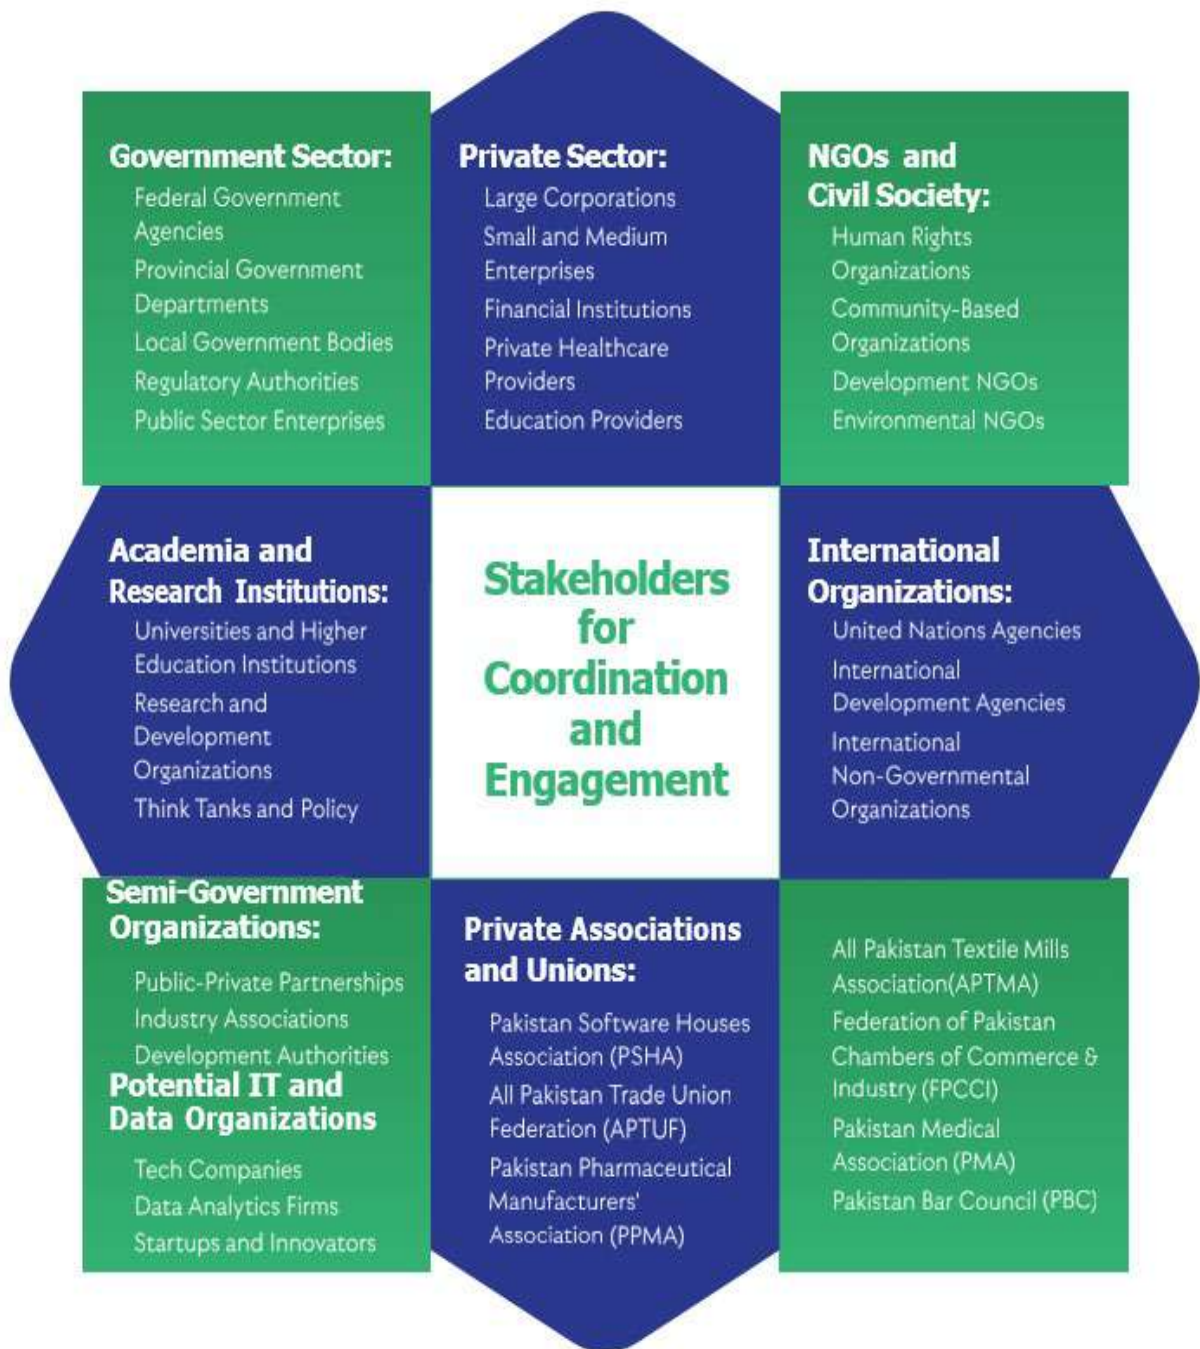 Government Sector:
Federal Government
Agencies
Provincial Government
Departments
Local Government Bodies
Regulatory Authorities
Public Sector Enterprises
Private Sector:
Large Corporations
Small and Medium
Enterprises
Financial Institutions
Private Healthcare
Providers
Education Providers
NGOs and
Civil Society:
Human Rights
Organizations
Community-Based
Organizations
Development NGOs
Environmental NGOs
Academia and
Research Institutions:
Universities and Higher
Education Institutions
Research and
Development
Organizations
Think Tanks and Policy
Stakeholders
for
Coordination
and
Engagement
International
Organizations:
United Nations Agencies
International
Development Agencies
International
Non-Governmental
Organizations
Semi-Government
Organizations:
Public-Private Partnerships
Industry Associations
Development Authorities
Potential IT and
Data Organizations
Tech Companies
Data Analytics Firms
Startups and Innovators
Private Associations
and Unions:
Pakistan Software Houses
Association (PSHA)
All Pakistan Trade Union
Federation (APTUF)
Pakistan Pharmaceutical
Manufacturers'
Association (PPMA)
All Pakistan Textile Mills
Association(APTMA)
Federation of Pakistan
Chambers of Commerce &
Industry (FPCCI)
Pakistan Medical
Association (PMA)
Pakistan Bar Council (PBC)